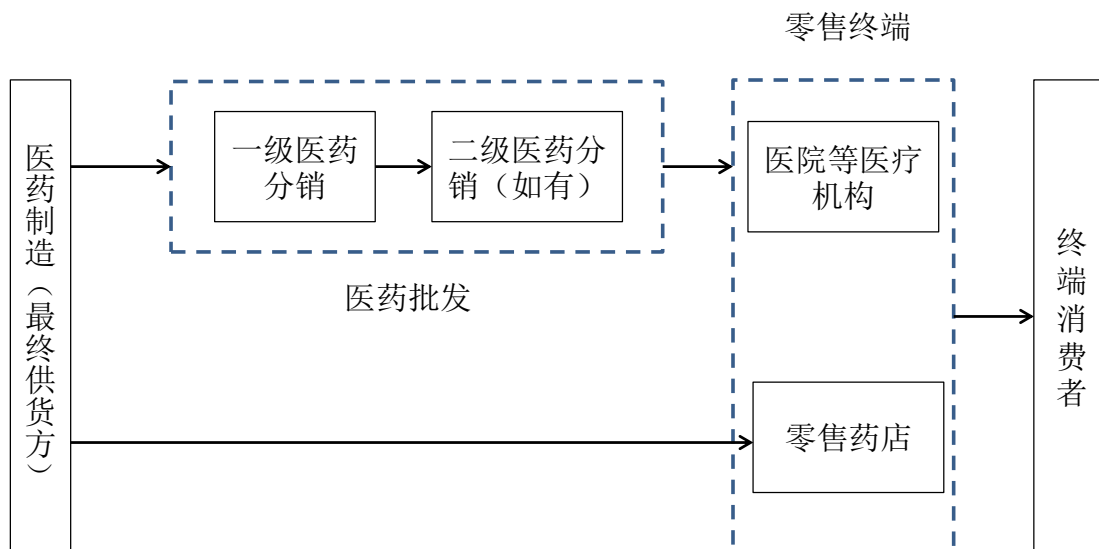 零售终端
医药制造（最终供货方）
一级医药
分销
二级医药分
销（如有）
医药批发
医院等医疗
机构
零售药店
终端消费者